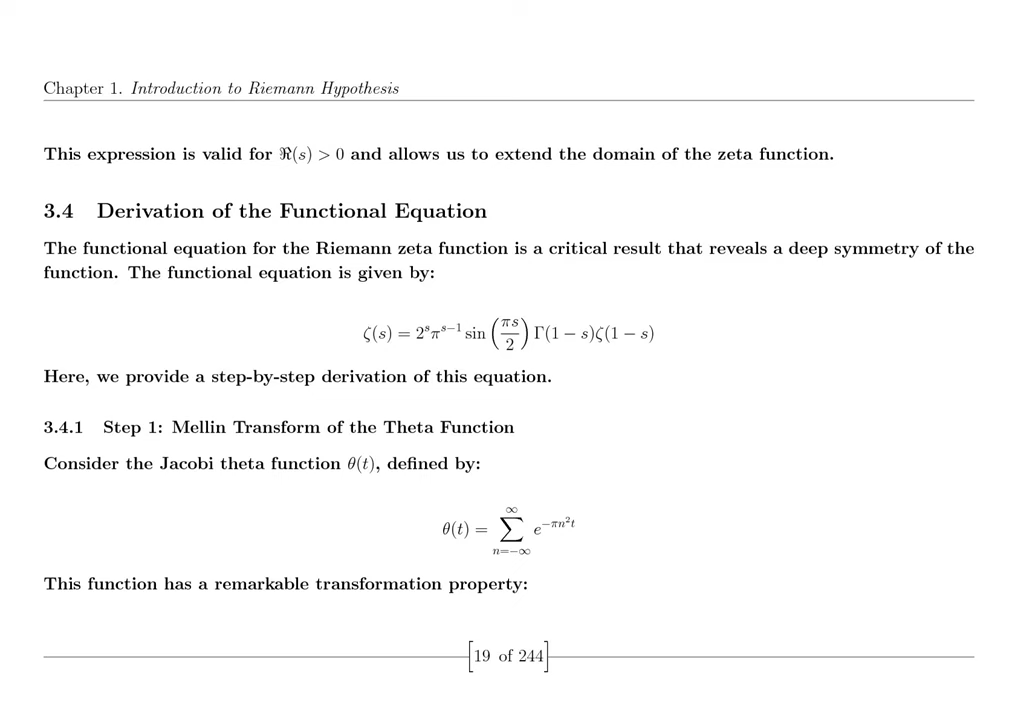 Chapter 1. Introduction to Riemann Hypothesis
This expression is valid for ℜ(s) > 0 and allows us to extend the domain of the zeta function.
3.4 Derivation of the Functional Equation
The functional equation for the Riemann zeta function is a critical result that reveals a deep symmetry of the
function. The functional equation is given by:
ζ(s) = 2^s π^{s−1} sin (πs/2) Γ(1 − s)ζ(1 − s)
Here, we provide a step-by-step derivation of this equation.
3.4.1 Step 1: Mellin Transform of the Theta Function
Consider the Jacobi theta function θ(t), defined by:
θ(t) = ∑_{n=−∞}^{∞} e^{−πn²t}
This function has a remarkable transformation property:
[19 of 244]